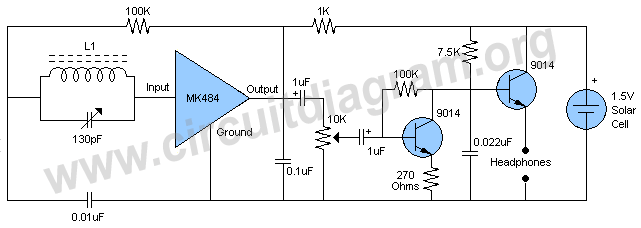 100K
1K
L1
7.5K
9014
MK484
Input
Output
1uF
100K
9014
1.5V
Solar
Cell
10K
130pF
Ground
1uF
0.022uF
Headphones
0.1uF
270
Ohms
0.01uF
www.circuitdiagram.org